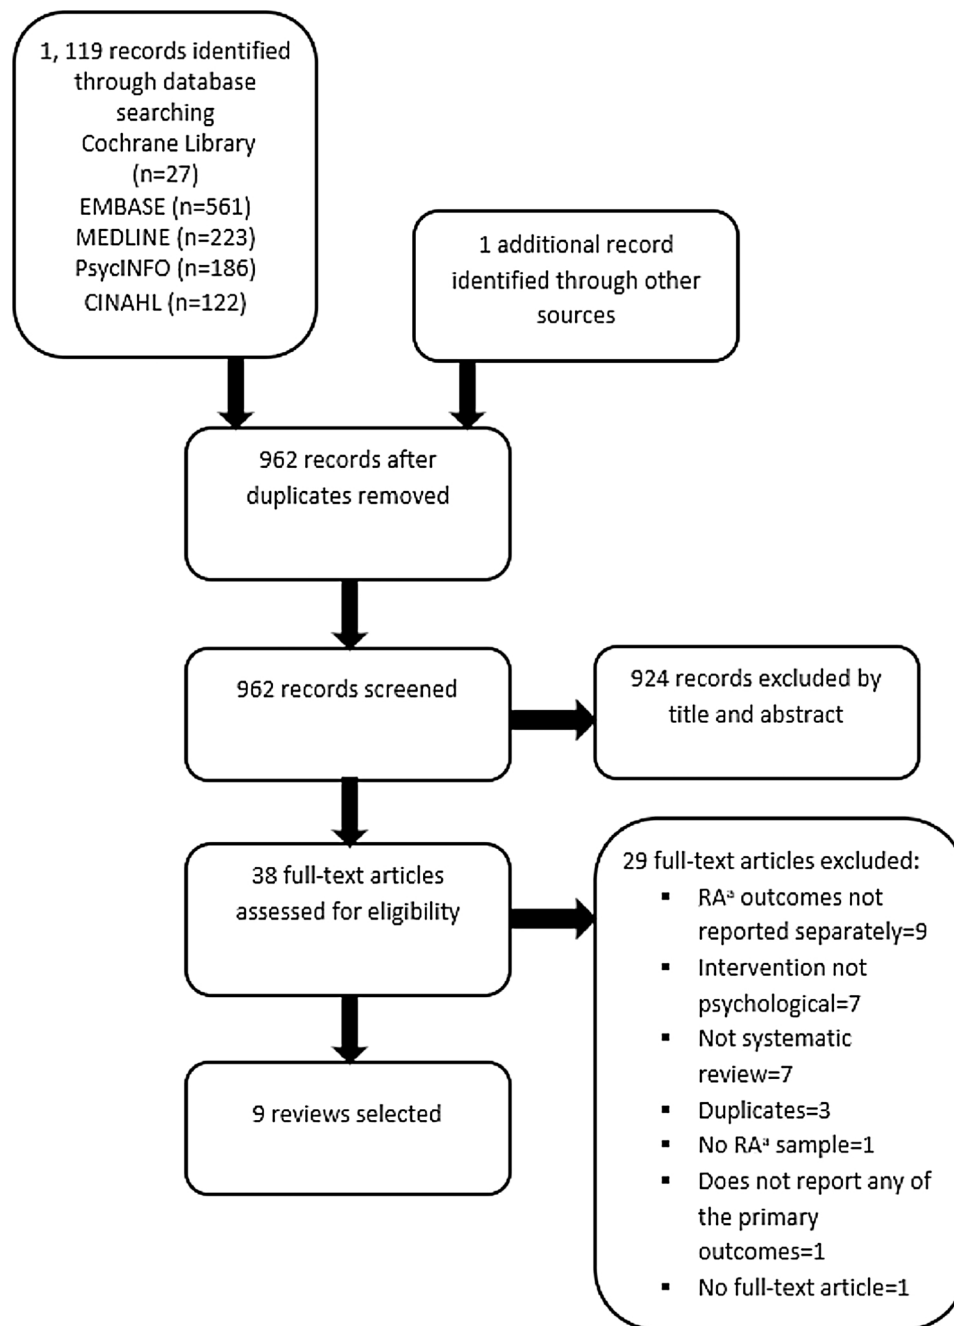 1, 119 records identified
through database
searching
Cochrane Library
(n=27)
EMBASE (n=561)
MEDLINE (n=223)
PsycINFO (n=186)
CINAHL (n=122)
1 additional record
identified through other
sources
962 records after
duplicates removed
962 records screened
924 records excluded by
title and abstract
38 full-text articles
assessed for eligibility
29 full-text articles excluded:
▪ RAᵃ outcomes not
reported separately=9
▪ Intervention not
psychological=7
▪ Not systematic
review=7
▪ Duplicates=3
▪ No RAᵃ sample=1
▪ Does not report any of
the primary
outcomes=1
▪ No full-text article=1
9 reviews selected